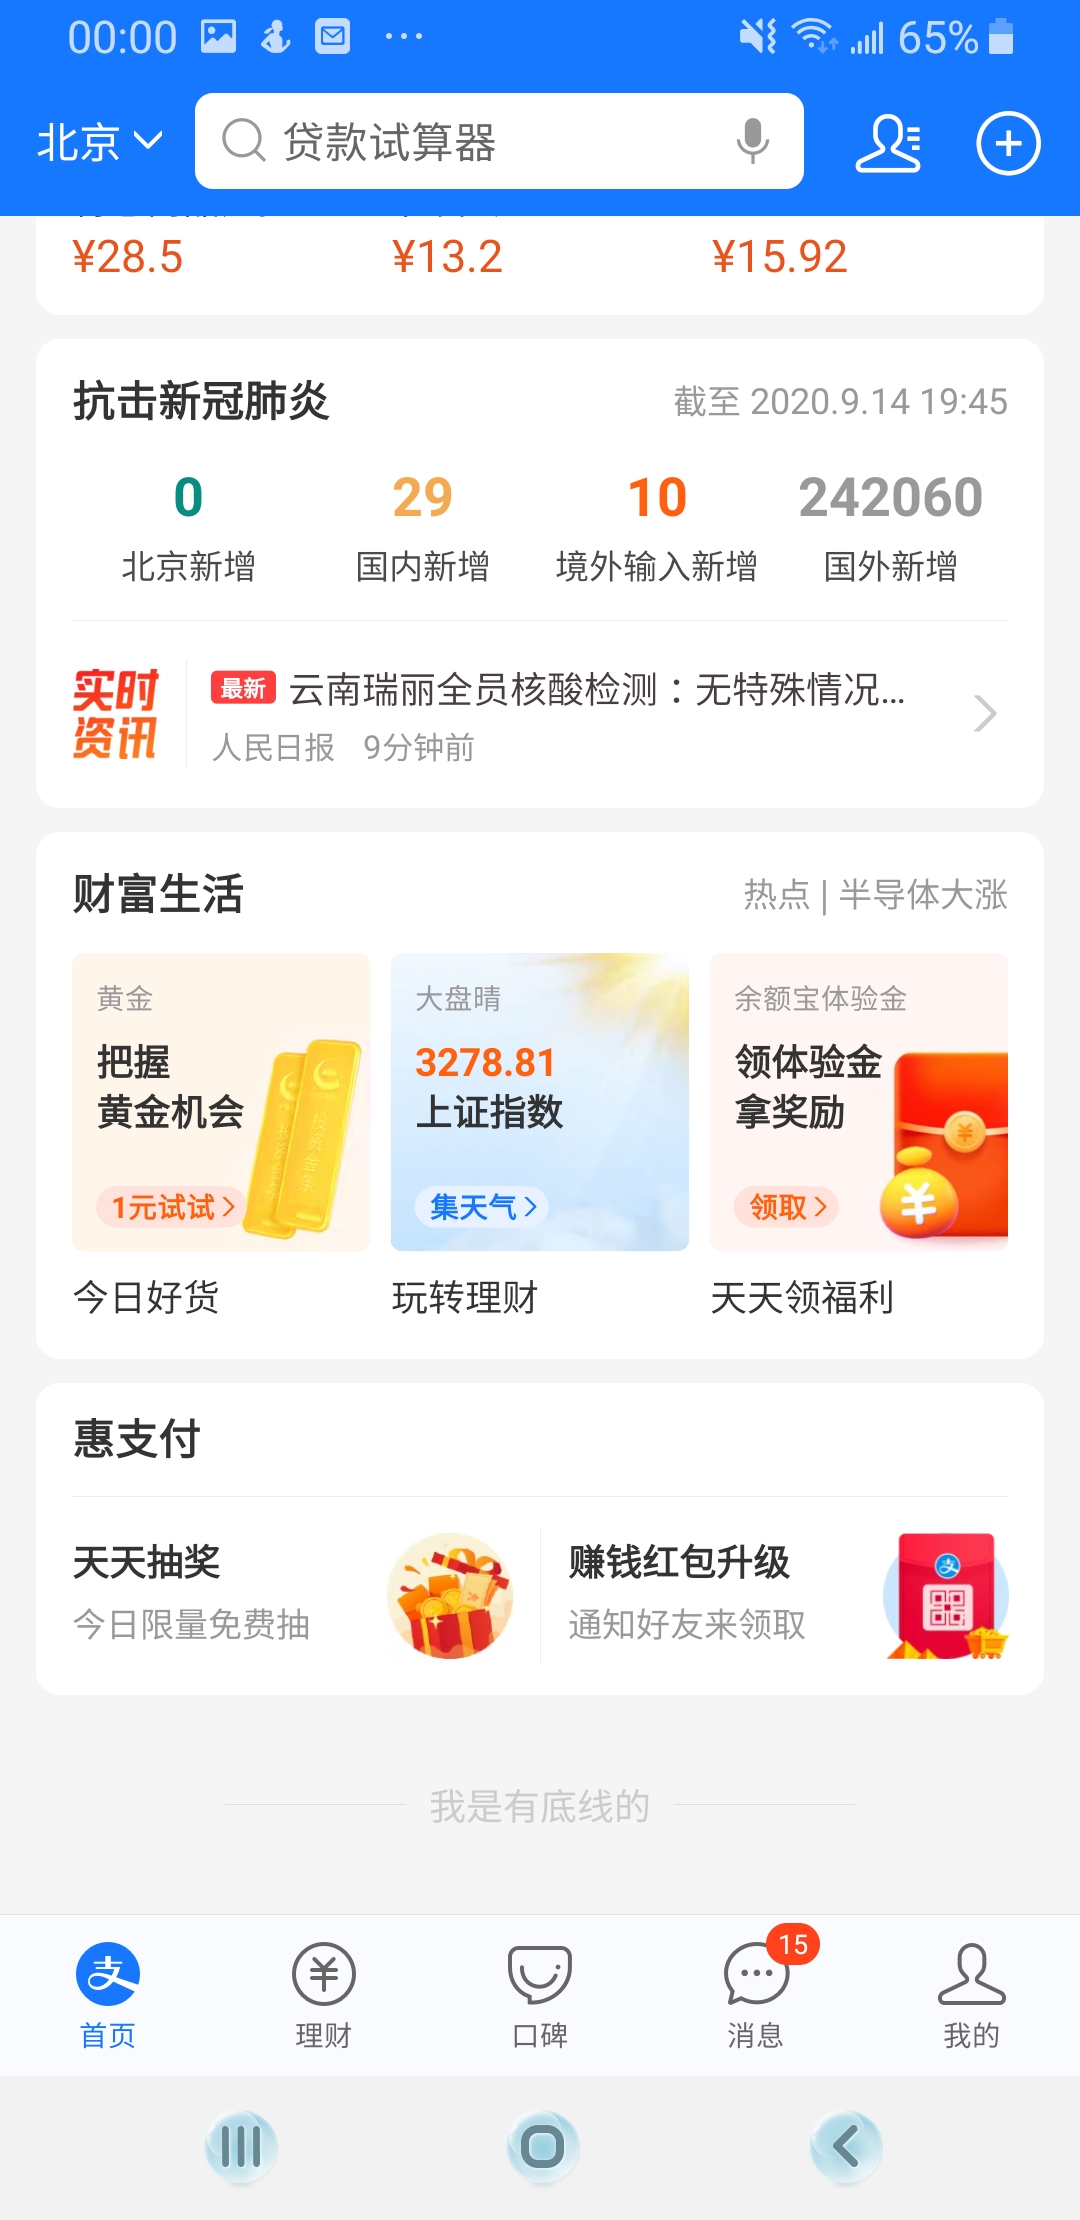 00:00
65%
北京
贷款试算器
¥28.5
¥13.2
¥15.92
抗击新冠肺炎
截至 2020.9.14 19:45
0
29
10
242060
北京新增
国内新增
境外输入新增
国外新增
实时
资讯
最新 云南瑞丽全员核酸检测：无特殊情况...
人民日报 9分钟前
财富生活
热点 | 半导体大涨
黄金
把握
黄金机会
投资金条
1元试试
大盘晴
3278.81
上证指数
集天气
余额宝体验金
领体验金
拿奖励
¥
¥
领取
今日好货
玩转理财
天天领福利
惠支付
天天抽奖
今日限量免费抽
赚钱红包升级
通知好友来领取
支
我是有底线的
支
¥
15
首页
理财
口碑
消息
我的